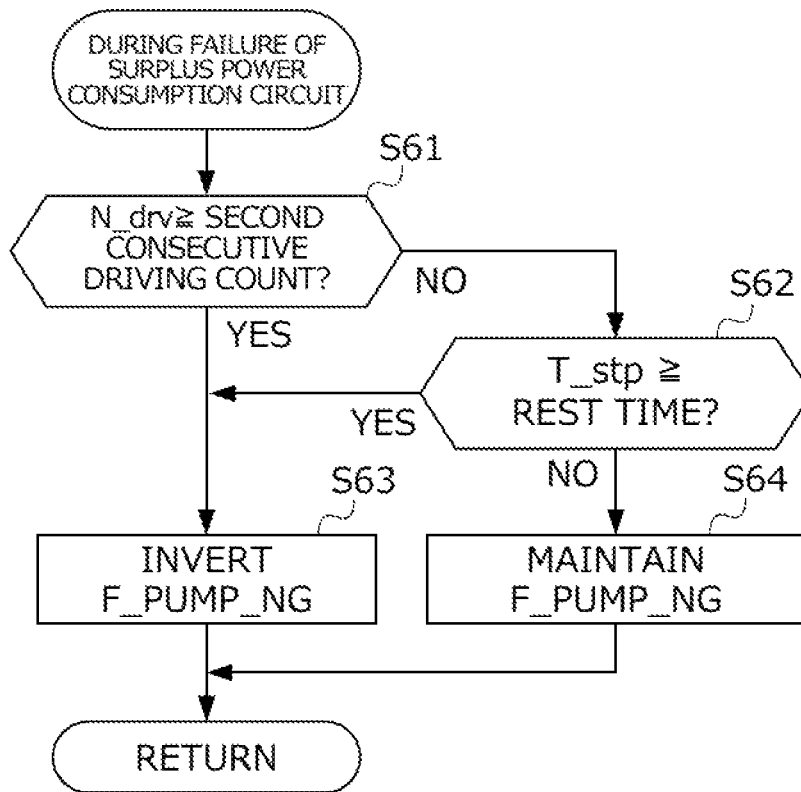 DURING FAILURE OF
SURPLUS POWER
CONSUMPTION CIRCUIT
S61
N_drv≧ SECOND
CONSECUTIVE
DRIVING COUNT?
NO
YES
S62
T_stp ≧
REST TIME?
YES
NO
S63
INVERT
F_PUMP_NG
S64
MAINTAIN
F_PUMP_NG
RETURN